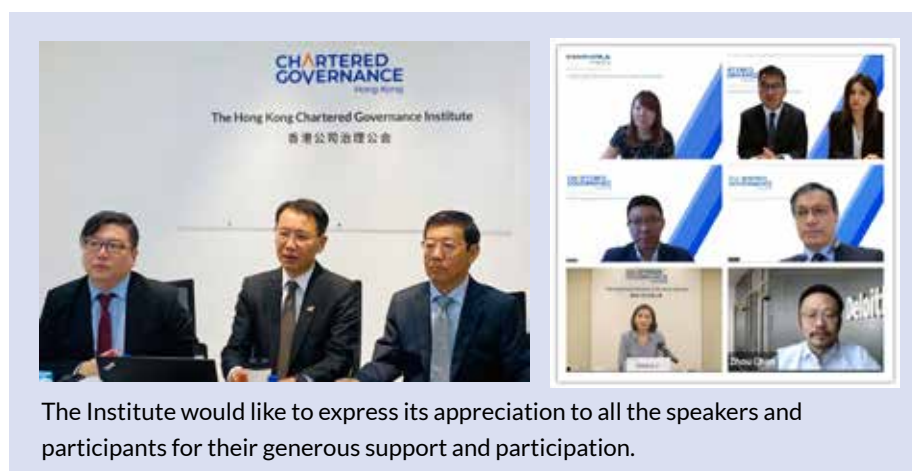 CHARTERED
GOVERNANCE
Hong Kong
The Hong Kong Chartered Governance Institute
香港公司治理公會
Deloitte
Zhou Chen
The Institute would like to express its appreciation to all the speakers and
participants for their generous support and participation.